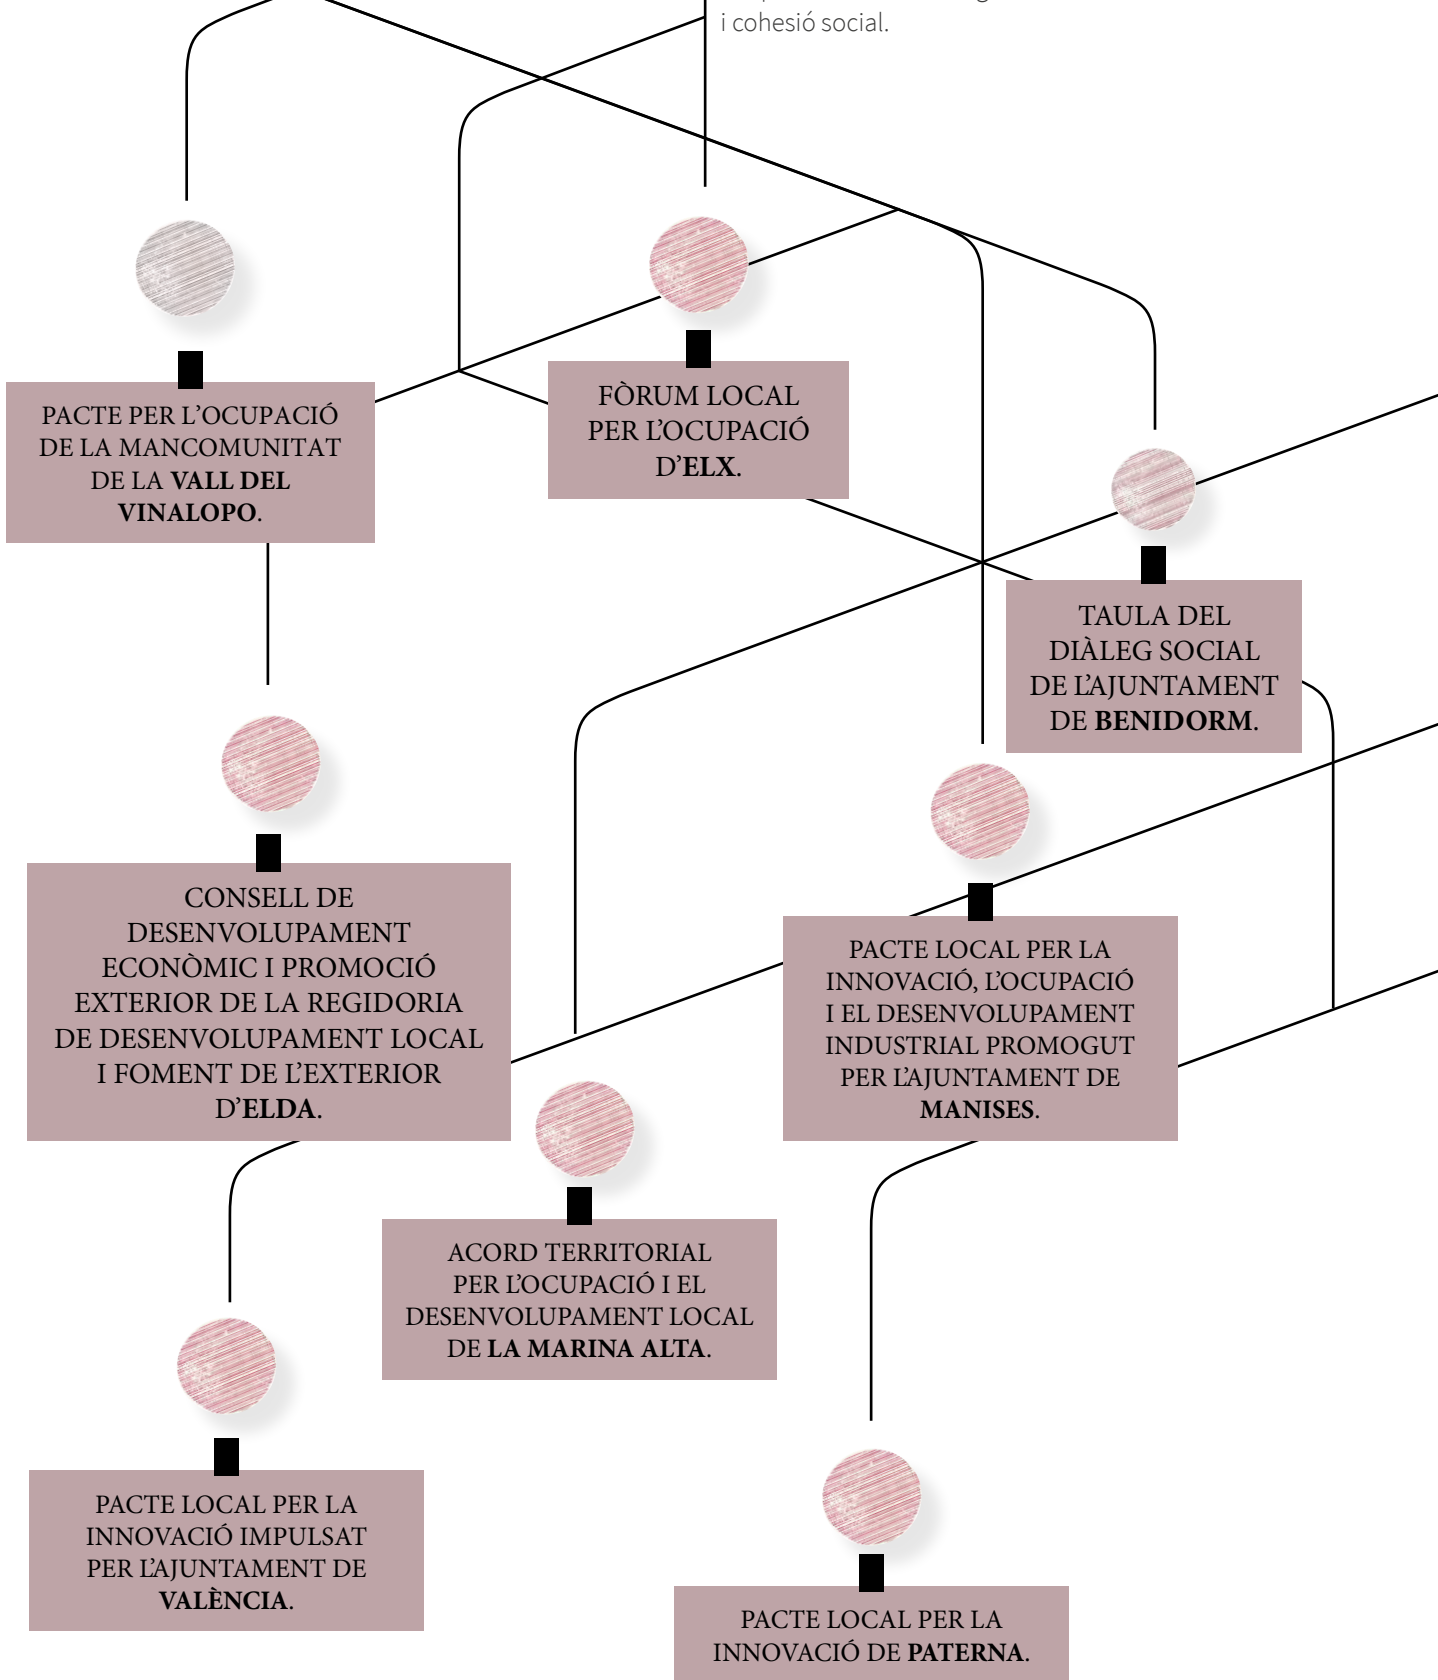 i cohesió social.
PACTE PER L’OCUPACIÓ
DE LA MANCOMUNITAT
DE LA VALL DEL
VINALOPO.
FÒRUM LOCAL
PER L’OCUPACIÓ
D’ELX.
TAULA DEL
DIÀLEG SOCIAL
DE L’AJUNTAMENT
DE BENIDORM.
CONSELL DE
DESENVOLUPAMENT
ECONÒMIC I PROMOCIÓ
EXTERIOR DE LA REGIDORIA
DE DESENVOLUPAMENT LOCAL
I FOMENT DE L’EXTERIOR
D’ELDA.
PACTE LOCAL PER LA
INNOVACIÓ, L’OCUPACIÓ
I EL DESENVOLUPAMENT
INDUSTRIAL PROMOGUT
PER L’AJUNTAMENT DE
MANISES.
ACORD TERRITORIAL
PER L’OCUPACIÓ I EL
DESENVOLUPAMENT LOCAL
DE LA MARINA ALTA.
PACTE LOCAL PER LA
INNOVACIÓ IMPULSAT
PER L’AJUNTAMENT DE
VALÈNCIA.
PACTE LOCAL PER LA
INNOVACIÓ DE PATERNA.